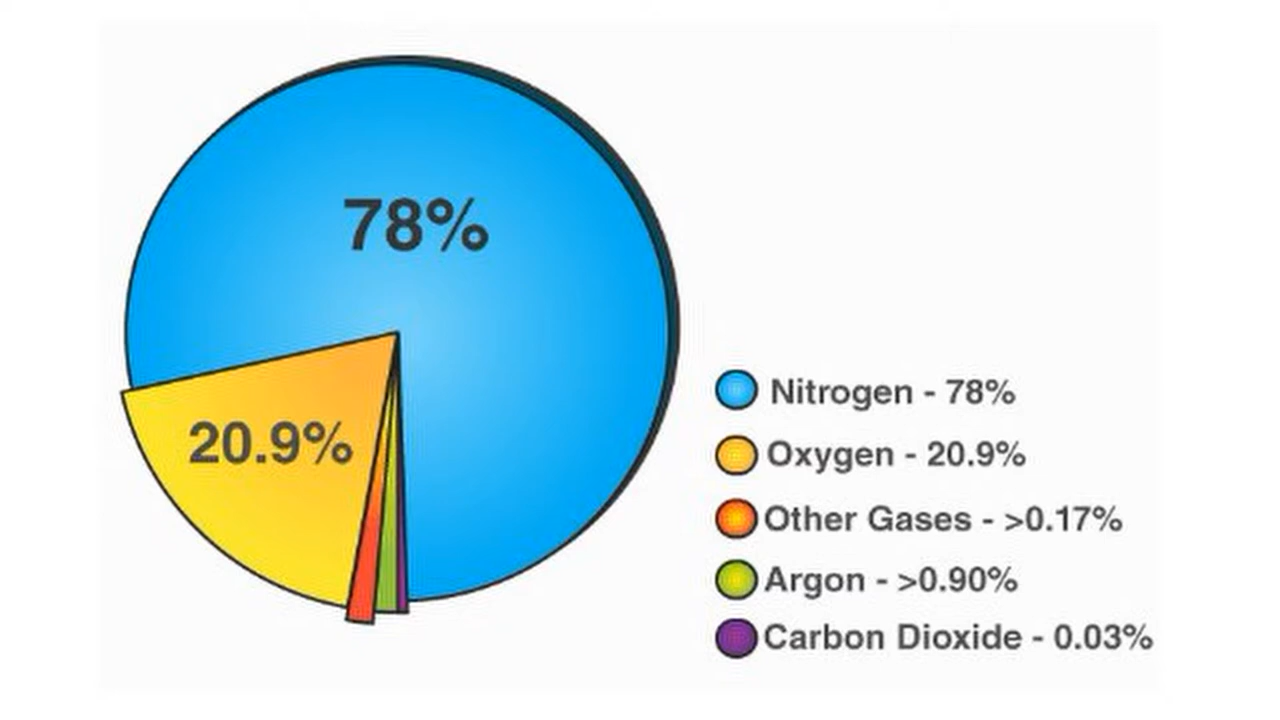 78%
20.9%
Nitrogen - 78%
Oxygen - 20.9%
Other Gases - >0.17%
Argon - >0.90%
Carbon Dioxide - 0.03%